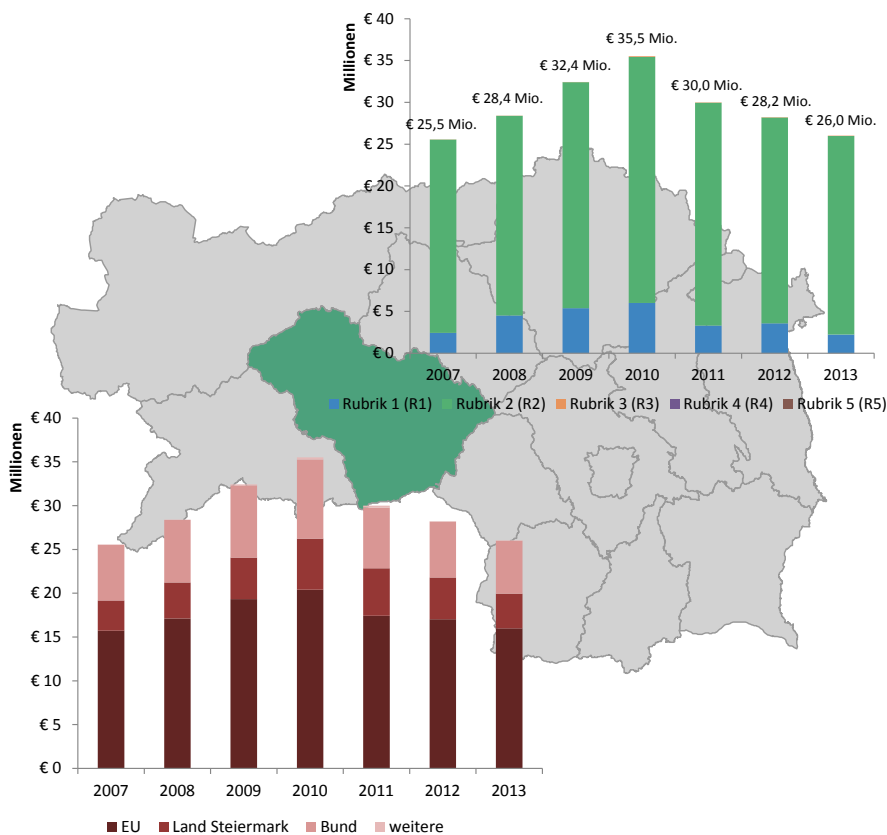 Millionen
€ 40
€ 35
€ 30
€ 25
€ 20
€ 15
€ 10
€ 5
€ 0
€ 25,5 Mio.
€ 28,4 Mio.
€ 32,4 Mio.
€ 35,5 Mio.
€ 30,0 Mio.
€ 28,2 Mio.
€ 26,0 Mio.
2007 2008 2009 2010 2011 2012 2013
Rubrik 1 (R1) Rubrik 2 (R2) Rubrik 3 (R3) Rubrik 4 (R4) Rubrik 5 (R5)
Millionen
€ 40
€ 35
€ 30
€ 25
€ 20
€ 15
€ 10
€ 5
€ 0
2007 2008 2009 2010 2011 2012 2013
EU Land Steiermark Bund weitere